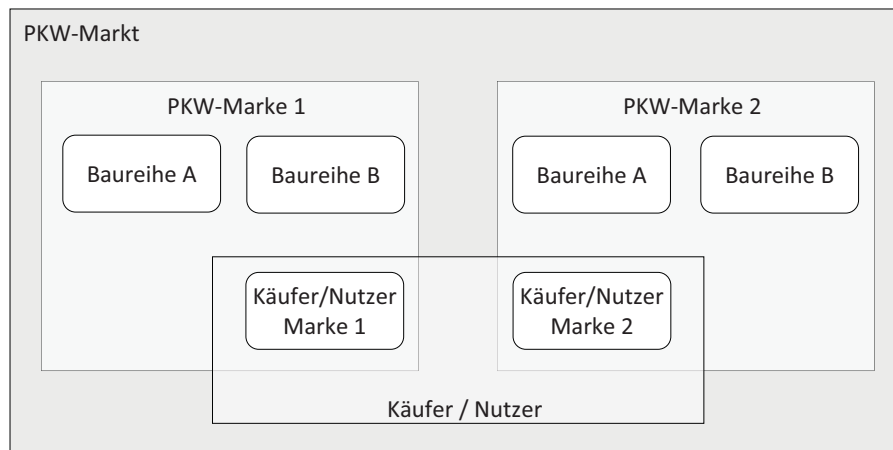 PKW-Markt
PKW-Marke 1
Baureihe A
Baureihe B
Käufer/Nutzer
Marke 1
PKW-Marke 2
Baureihe A
Baureihe B
Käufer/Nutzer
Marke 2
Käufer / Nutzer